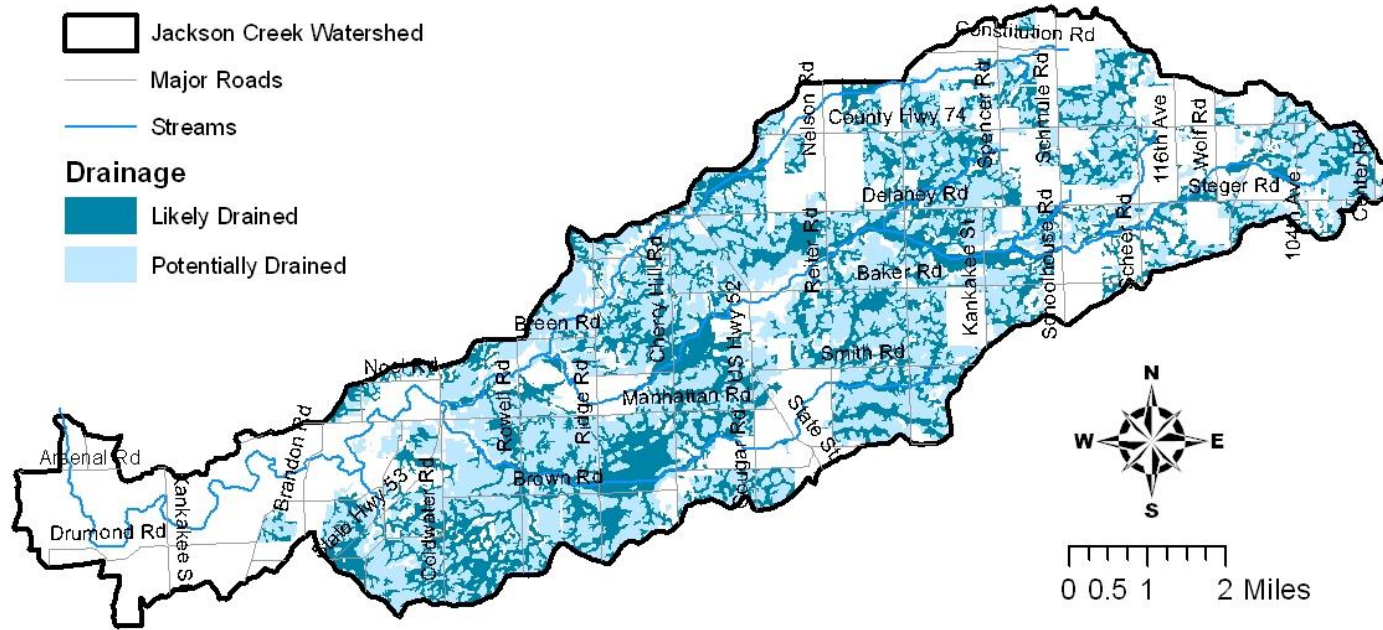 Jackson Creek Watershed
Major Roads
Streams
Drainage
Likely Drained
Potentially Drained
Constitution Rd
Nelson Rd
County Hwy 74
Spencer Rd
Schmule Rd
116th Ave
Wolf Rd
Steger Rd
104th Ave
Center Rd
Delaney Rd
Reiter Rd
Baker Rd
Kankakee St
Schoolhouse Rd
Scheer Rd
Cherry Hill Rd
US Hwy 52
Breen Rd
Smith Rd
Noel Rd
Rowell Rd
Ridge Rd
Manhattan Rd
State St
Gougar Rd
Brown Rd
Brandon Rd
Arsenal Rd
Kankakee S
Drumond Rd
State Hwy 53
Coldwater Rd
N
W
E
S
0 0.5 1 2 Miles